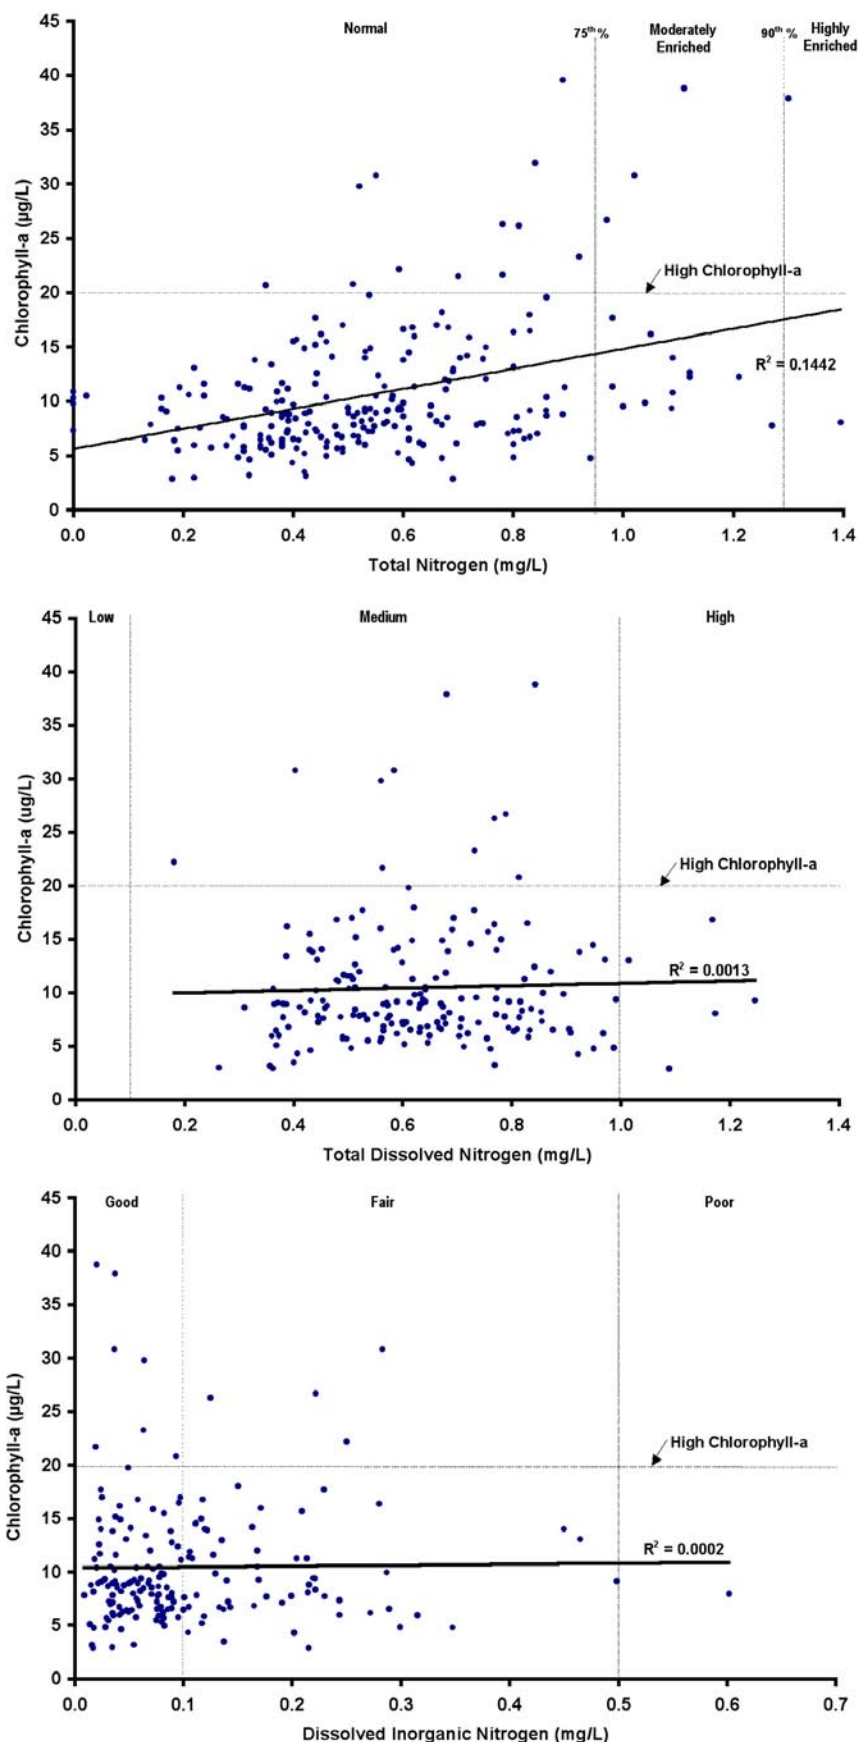 Normal
75th %
Moderately
Enriched
90th %
Highly
Enriched
45
40
35
30
25
20
15
10
5
0
Chlorophyll-a (µg/L)
High Chlorophyll-a
R² = 0.1442
0.0 0.2 0.4 0.6 0.8 1.0 1.2 1.4
Total Nitrogen (mg/L)
Low Medium High
45
40
35
30
25
20
15
10
5
0
Chlorophyll-a (ug/L)
High Chlorophyll-a
R² = 0.0013
0.0 0.2 0.4 0.6 0.8 1.0 1.2 1.4
Total Dissolved Nitrogen (mg/L)
Good Fair Poor
45
40
35
30
25
20
15
10
5
0
Chlorophyll-a (µg/L)
High Chlorophyll-a
R² = 0.0002
0.0 0.1 0.2 0.3 0.4 0.5 0.6 0.7
Dissolved Inorganic Nitrogen (mg/L)